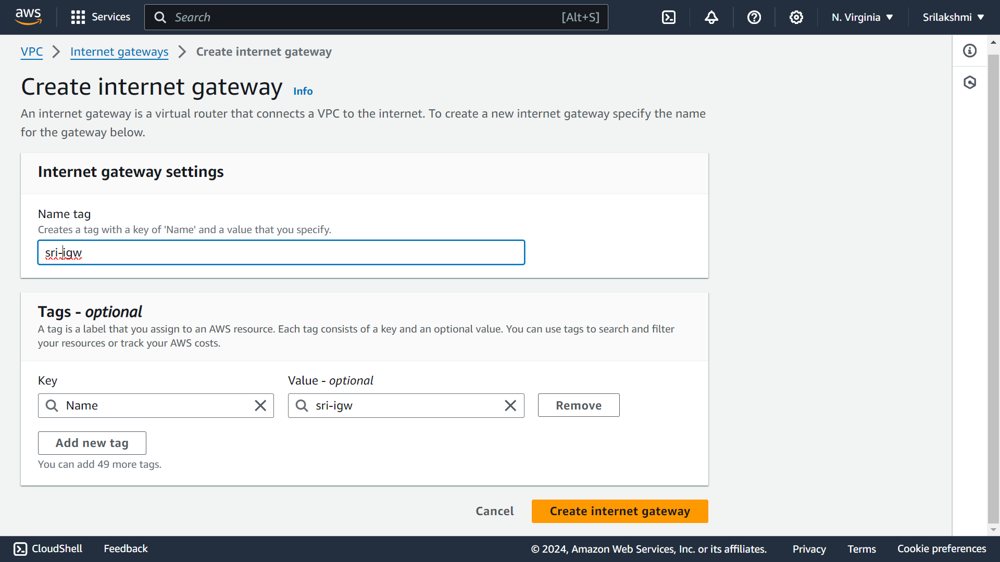 aws
Services
Search
[Alt+S]
N. Virginia
Srilakshmi
VPC
Internet gateways
Create internet gateway
Create internet gateway Info
An internet gateway is a virtual router that connects a VPC to the internet. To create a new internet gateway specify the name
for the gateway below.
Internet gateway settings
Name tag
Creates a tag with a key of 'Name' and a value that you specify.
sri-igw
Tags - optional
A tag is a label that you assign to an AWS resource. Each tag consists of a key and an optional value. You can use tags to search and filter
your resources or track your AWS costs.
Key
Value - optional
Name
sri-igw
Remove
Add new tag
You can add 49 more tags.
Cancel
Create internet gateway
CloudShell
Feedback
© 2024, Amazon Web Services, Inc. or its affiliates.
Privacy
Terms
Cookie preferences